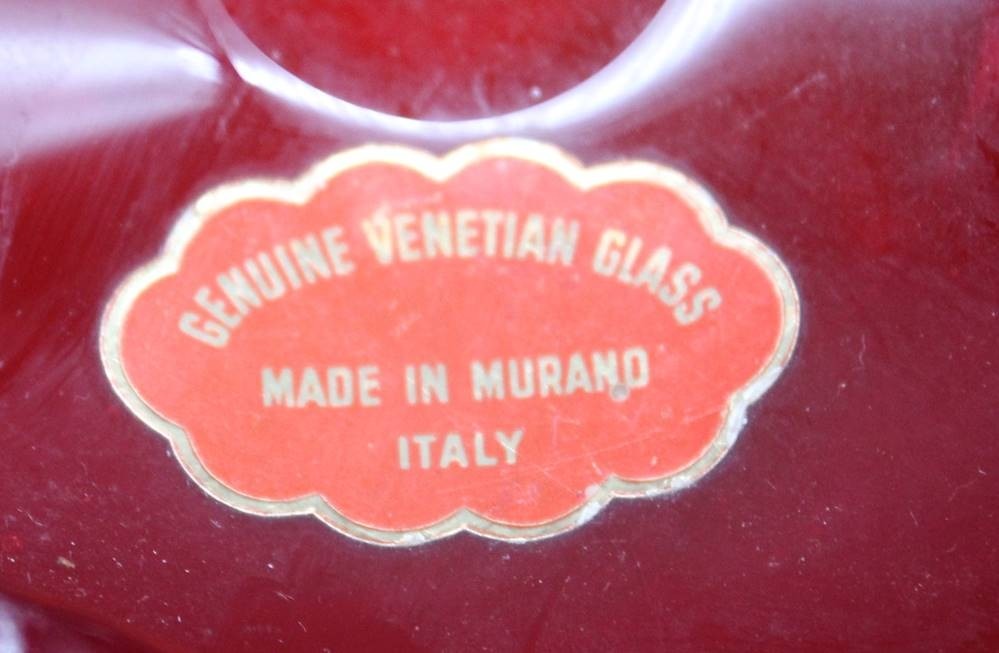 GENUINE VENETIAN GLASS
MADE IN MURANO
ITALY